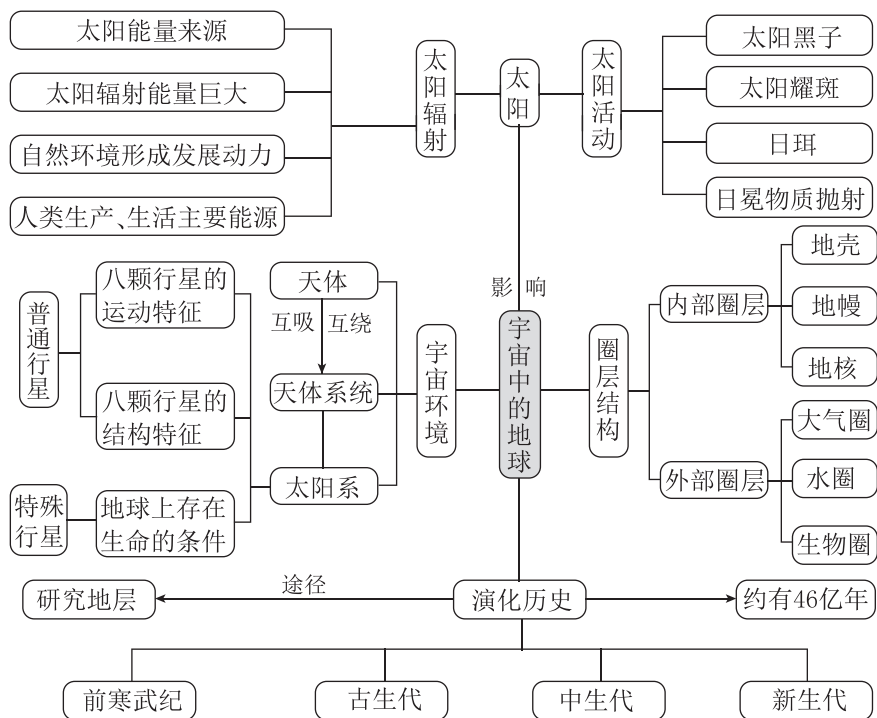 太阳能量来源
太阳辐射能量巨大
自然环境形成发展动力
人类生产、生活主要能源
太阳辐射
太阳
太阳活动
太阳黑子
太阳耀斑
日珥
日冕物质抛射
影响
普通行星
八颗行星的
运动特征
八颗行星的
结构特征
特殊
行星
地球上存在
生命的条件
天体
互吸 互绕
天体系统
太阳系
宇宙环境
宇宙中的地球
圈层结构
内部圈层
地壳
地幔
地核
外部圈层
大气圈
水圈
生物圈
研究地层
途径
演化历史
约有46亿年
前寒武纪
古生代
中生代
新生代